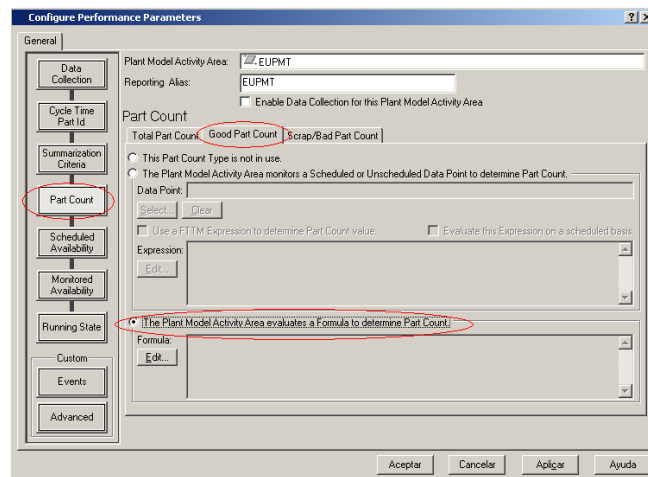 Configure Performance Parameters
General
Data Collection
Cycle Time Part Id
Summarization Criteria
Part Count
Scheduled Availability
Monitored Availability
Running State
Custom
Events
Advanced
Plant Model Activity Area: EUPMT
Reporting Alias: EUPMT
Enable Data Collection for this Plant Model Activity Area
Part Count
Total Part Count Good Part Count Scrap/Bad Part Count
This Part Count Type is not in use.
The Plant Model Activity Area monitors a Scheduled or Unscheduled Data Point to determine Part Count.
Data Point:
Select... Clear
Use a FTTM Expression to determine Part Count value. Evaluate this Expression on a scheduled basis.
Expression:
Edit...
The Plant Model Activity Area evaluates a Formula to determine Part Count.
Formula:
Edit...
Aceptar Cancelar Aplicar Ayuda